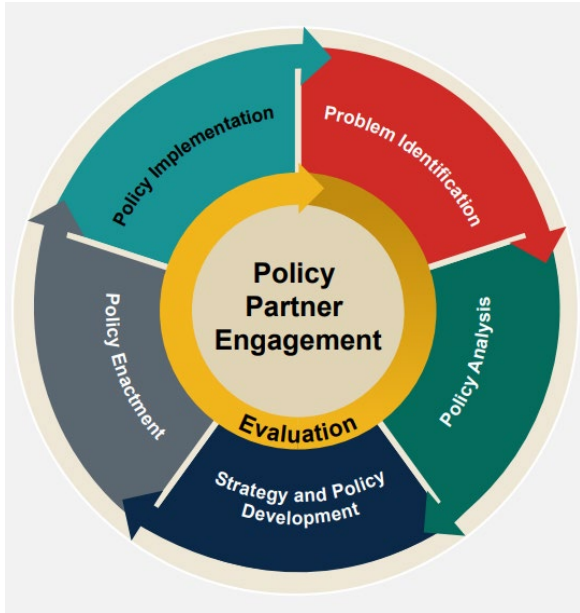 Problem Identification
Policy Analysis
Strategy and Policy
Development
Policy Enactment
Policy Implementation
Policy
Partner
Engagement
Evaluation